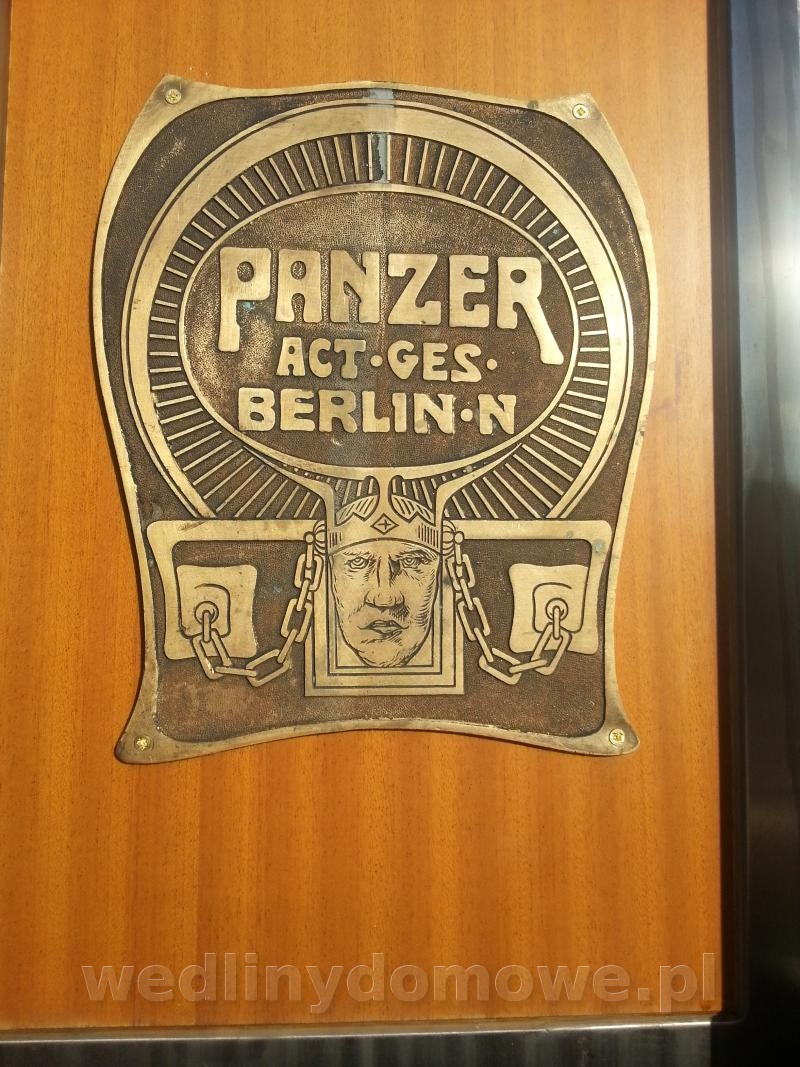 PANZER
ACT·GES·
BERLIN·N
wedlinydomowe.pl